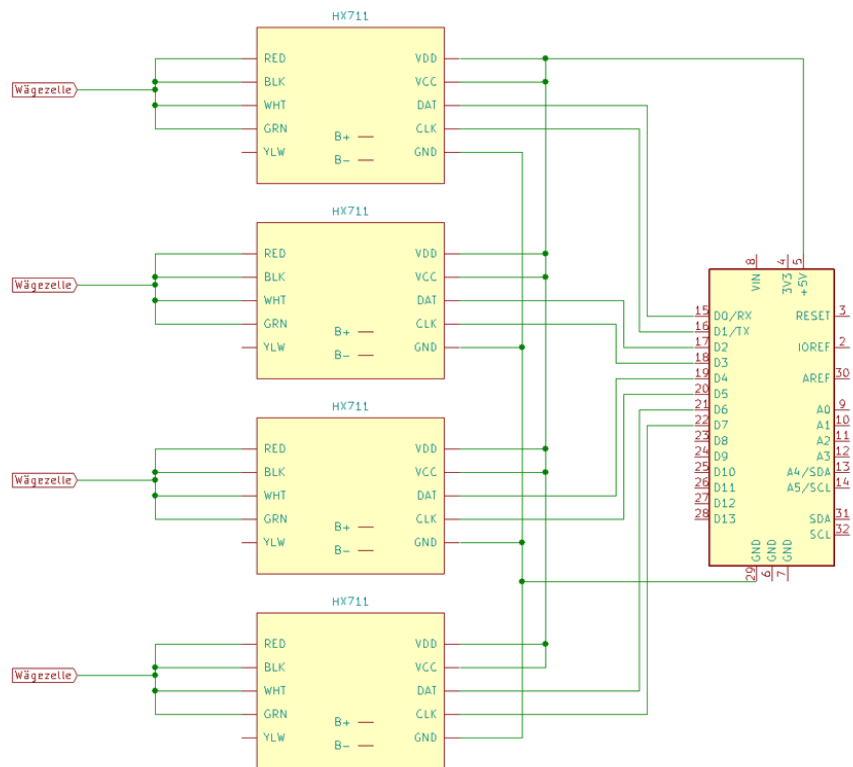 HX711
RED VDD
BLK VCC
Wägezelle
WHT DAT
GRN CLK
B+
YLW GND
B-
HX711
RED VDD
BLK VCC
Wägezelle
WHT DAT
GRN CLK
B+
YLW GND
B-
HX711
RED VDD
BLK VCC
Wägezelle
WHT DAT
GRN CLK
B+
YLW GND
B-
HX711
RED VDD
BLK VCC
Wägezelle
WHT DAT
GRN CLK
B+
YLW GND
B-
8 4 5
VIN 3V3 +5V
15 D0/RX RESET 3
16 D1/TX
17 D2 IOREF 2
18 D3
19 D4 AREF 30
20 D5
21 D6 A0 9
22 D7 A1 10
23 D8 A2 11
24 D9 A3 12
25 D10 A4/SDA 13
26 D11 A5/SCL 14
27 D12
28 D13 SDA 31
SCL 32
GND GND GND
29 6 7